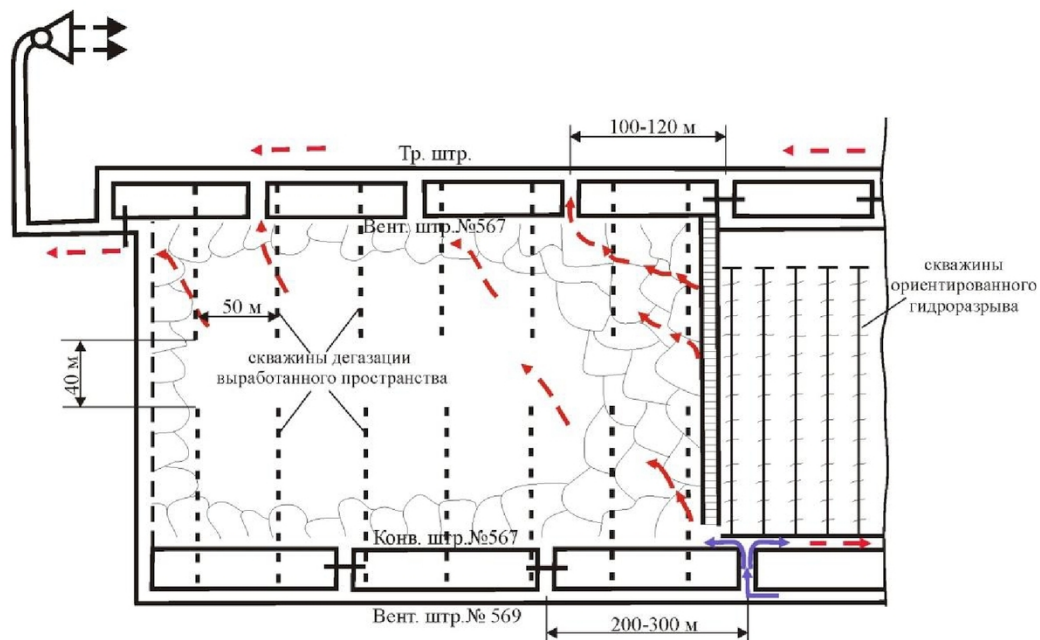 100-120 м
Тр. штр.
Вент. штр.№567
скважины
ориентированного
гидроразрыва
50 м
скважины дегазации
выработанного пространства
40 м
Конв. штр.№567
Вент. штр.№ 569
200-300 м